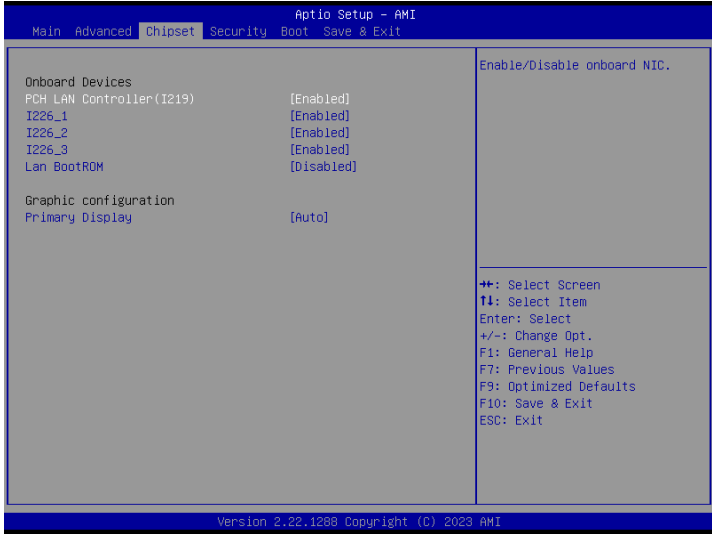 Aptio Setup - AMI
Main Advanced Chipset Security Boot Save & Exit
Onboard Devices
PCH LAN Controller(I219) [Enabled]
I226_1 [Enabled]
I226_2 [Enabled]
I226_3 [Enabled]
Lan BootROM [Disabled]
Graphic configuration
Primary Display [Auto]
Enable/Disable onboard NIC.
→←: Select Screen
↑↓: Select Item
Enter: Select
+/-: Change Opt.
F1: General Help
F7: Previous Values
F9: Optimized Defaults
F10: Save & Exit
ESC: Exit
Version 2.22.1288 Copyright (C) 2023 AMI